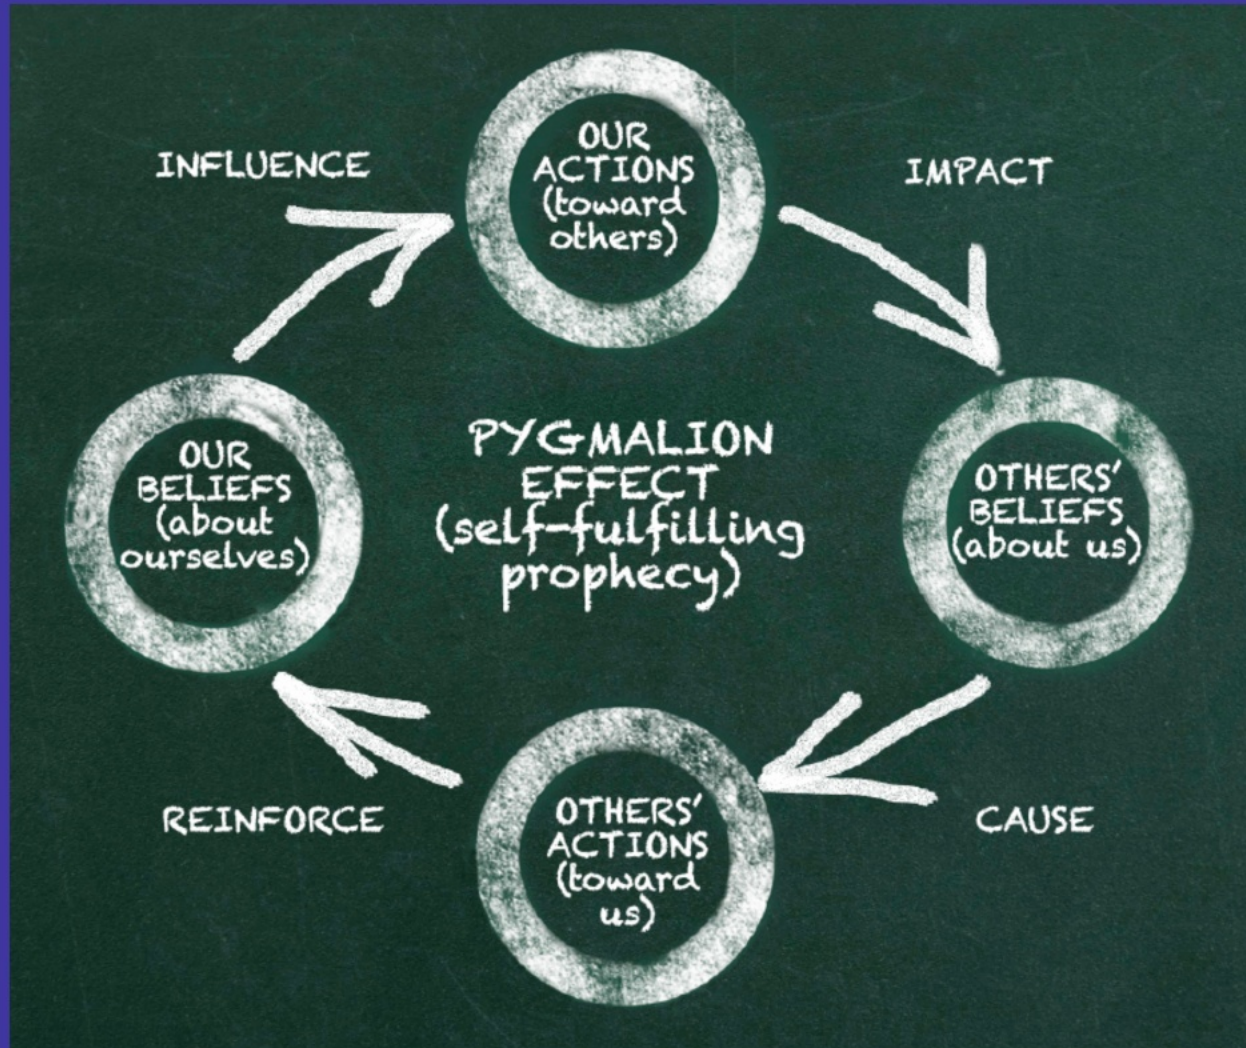 OUR
ACTIONS
(toward
others)
INFLUENCE
IMPACT
PYGMALION
EFFECT
(self-fulfilling
prophecy)
OUR
BELIEFS
(about
ourselves)
OTHERS'
BELIEFS
(about us)
REINFORCE
OTHERS'
ACTIONS
(toward
us)
CAUSE